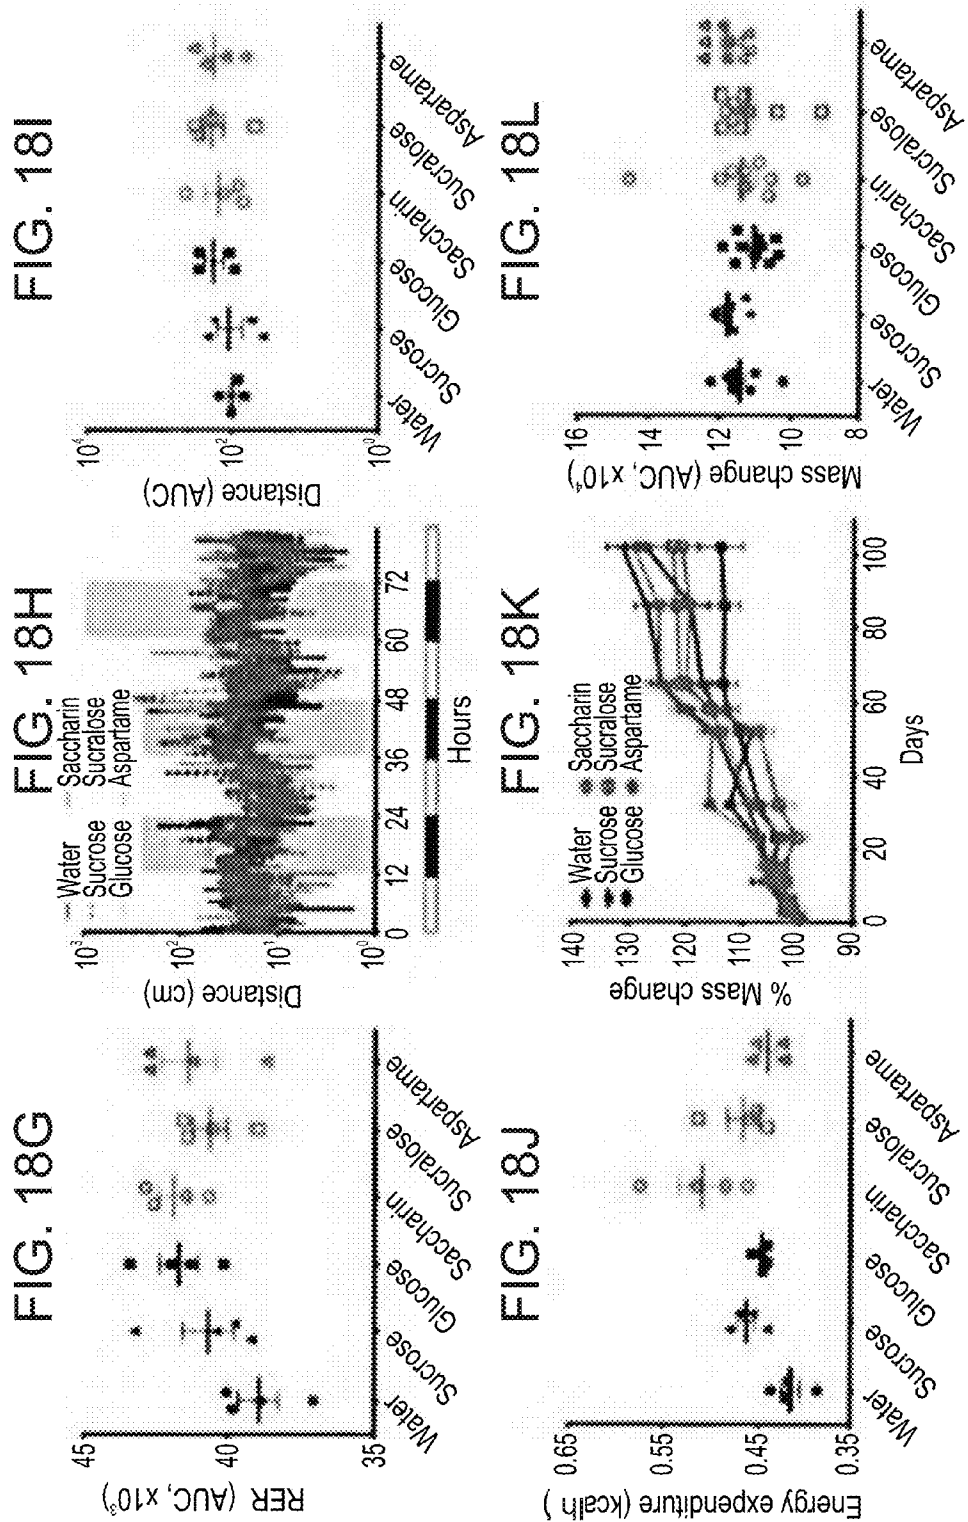 FIG. 18G
RER (AUC, x10³)
45
40
35
Water
Sucrose
Glucose
Saccharin
Sucralose
Aspartame
FIG. 18H
Distance (cm)
10³
10²
10¹
10⁰
Water
Sucrose
Glucose
Saccharin
Sucralose
Aspartame
0
12
24
36
48
60
72
Hours
FIG. 18I
Distance (AUC)
10⁴
10²
10⁰
Water
Sucrose
Glucose
Saccharin
Sucralose
Aspartame
FIG. 18J
Energy expenditure (kcalh
0.65
0.55
0.45
0.35
Water
Sucrose
Glucose
Saccharin
Sucralose
Aspartame
FIG. 18K
% Mass change
140
130
120
110
100
90
Water
Sucrose
Glucose
Saccharin
Sucralose
Aspartame
0
20
40
60
80
100
Days
FIG. 18L
Mass change (AUC, x10⁴)
16
14
12
10
8
Water
Sucrose
Glucose
Saccharin
Sucralose
Aspartame